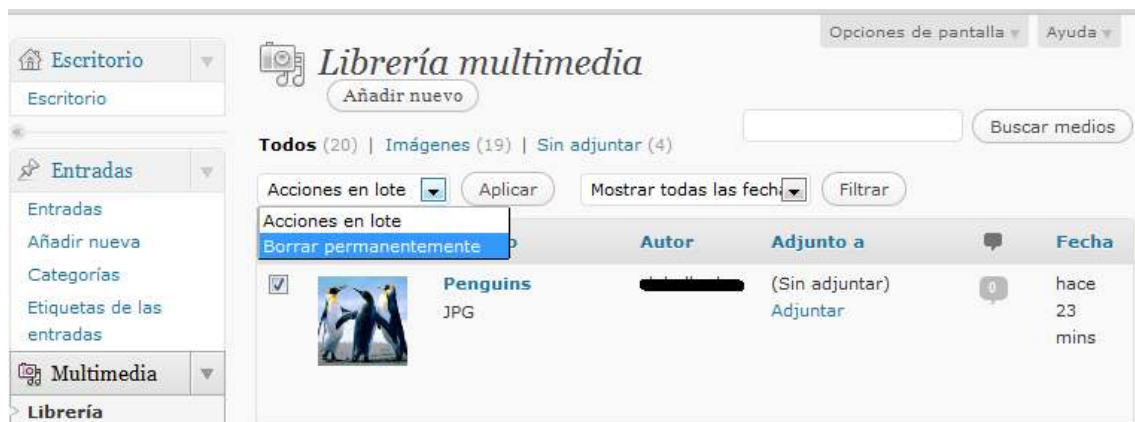 Opciones de pantalla
Ayuda
Escritorio
Escritorio
Entradas
Entradas
Añadir nueva
Categorías
Etiquetas de las
entradas
Multimedia
Librería
Librería multimedia
Añadir nuevo
Buscar medios
Todos (20) | Imágenes (19) | Sin adjuntar (4)
Acciones en lote Aplicar Mostrar todas las fech Filtrar
Acciones en lote
Borrar permanentemente
Autor Adjunto a Fecha
Penguins (Sin adjuntar) 0 hace
JPG Adjuntar 23
mins